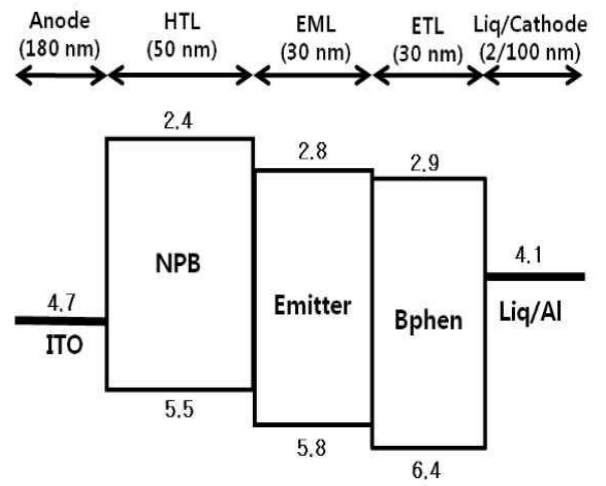 Anode HTL EML ETL Liq/Cathode
(180 nm) (50 nm) (30 nm) (30 nm) (2/100 nm)
2.4
2.8
2.9
4.1
NPB
4.7
Emitter
Bphen
Liq/Al
ITO
5.5
5.8
6.4